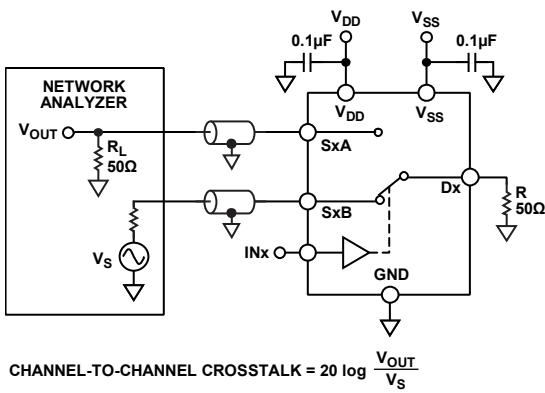 V_DD
V_SS
0.1µF
0.1µF
NETWORK
ANALYZER
V_DD
V_SS
V_OUT
R_L
50Ω
SxA
Dx
R
50Ω
SxB
V_S
INx
GND
CHANNEL-TO-CHANNEL CROSSTALK = 20 log V_OUT
V_S